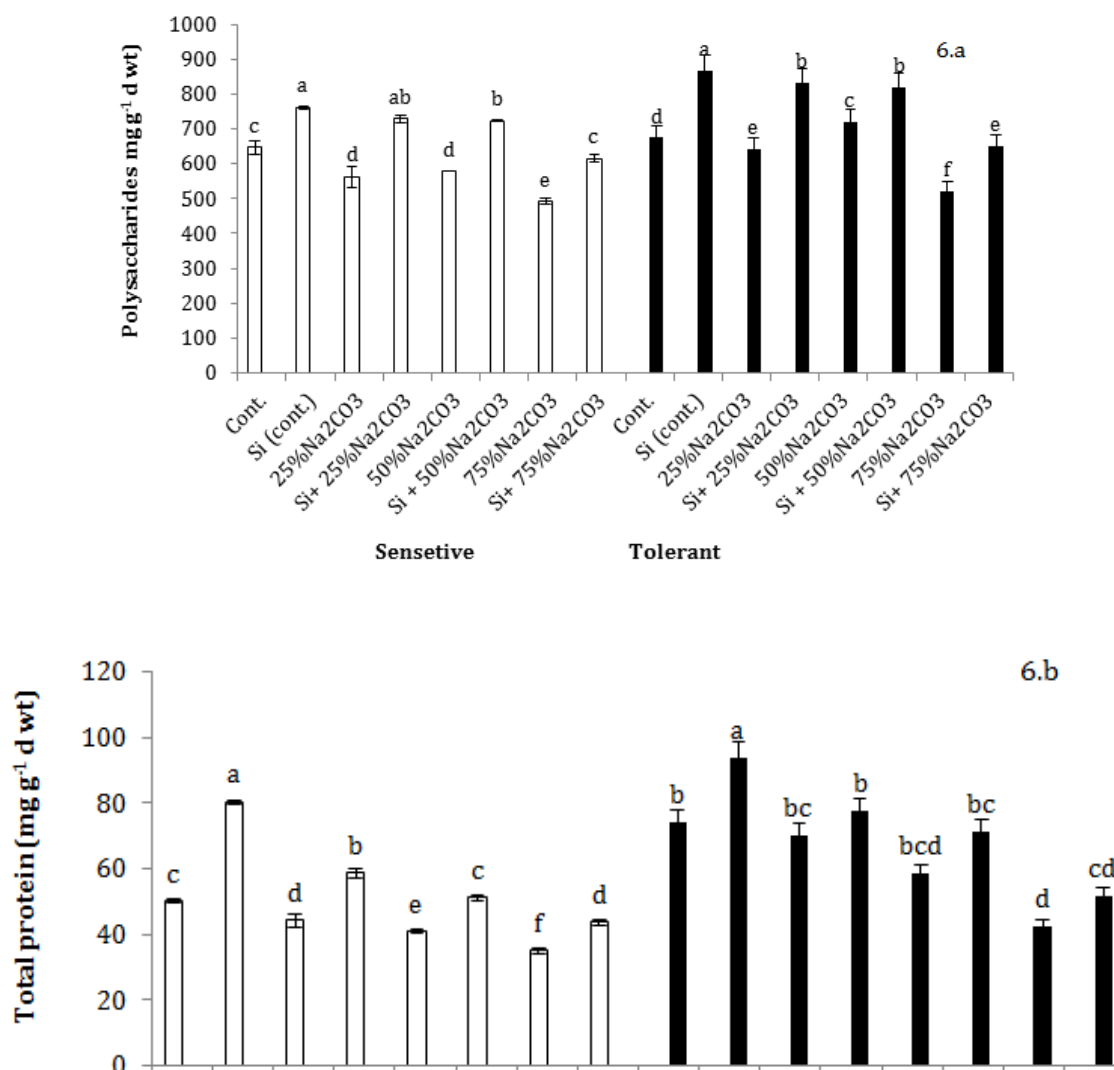 1000
900
800
700
600
500
400
300
200
100
0
Polysaccharides mg g-1 d wt
6.a
c
a
d
ab
d
b
e
c
d
a
e
b
c
b
f
e
Cont.
Si (cont.)
25%Na2CO3
Si+ 25%Na2CO3
50%Na2CO3
Si + 50%Na2CO3
75%Na2CO3
Si+ 75%Na2CO3
Cont.
Si (cont.)
25%Na2CO3
Si+ 25%Na2CO3
50%Na2CO3
Si + 50%Na2CO3
75%Na2CO3
Si+ 75%Na2CO3
Sensetive Tolerant
120
100
80
60
40
20
0
Total protein (mg g-1 d wt)
6.b
c
a
d
b
e
c
f
d
b
a
bc
b
bcd
bc
d
cd